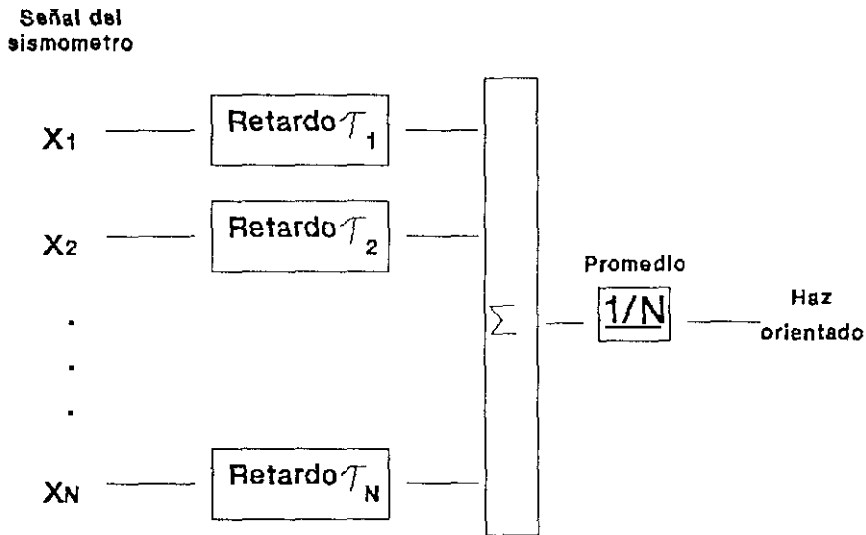 Señal del
sismometro
X1 Retardo τ1
X2 Retardo τ2
.
.
.
XN Retardo τN
Σ
Promedio
1/N
Haz
orientado